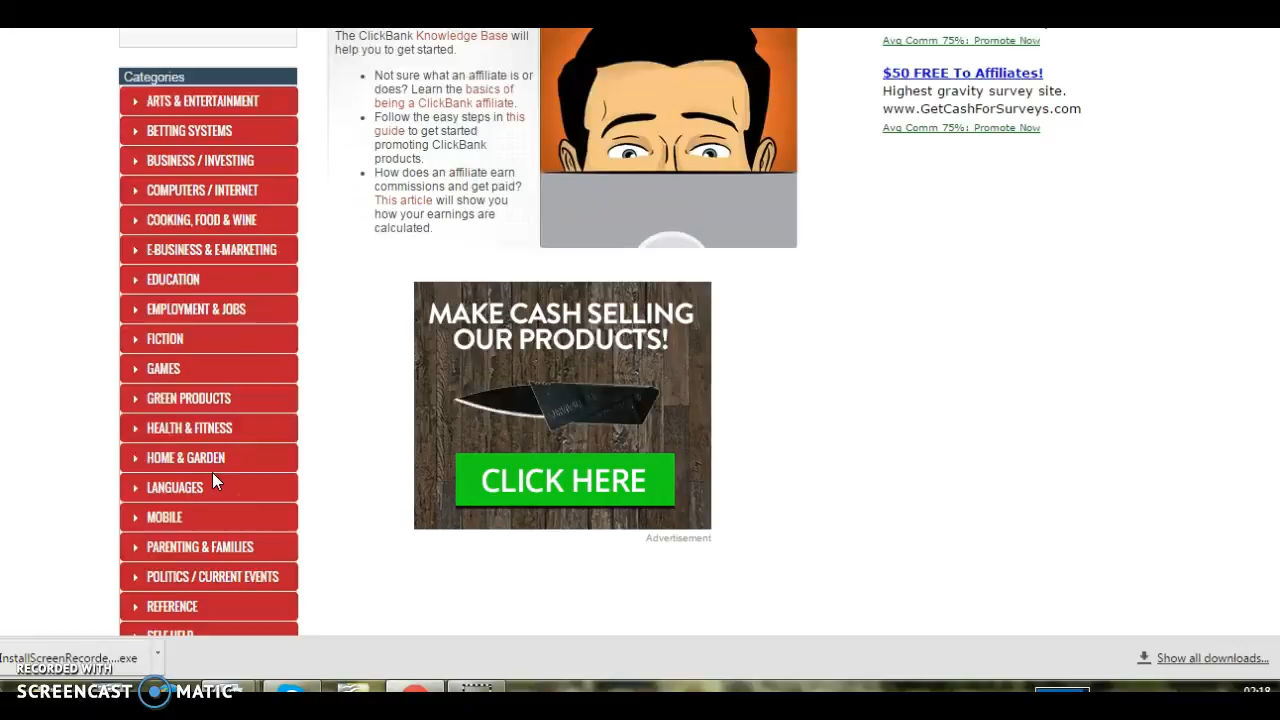 Categories
ARTS & ENTERTAINMENT
BETTING SYSTEMS
BUSINESS / INVESTING
COMPUTERS / INTERNET
COOKING, FOOD & WINE
E-BUSINESS & E-MARKETING
EDUCATION
EMPLOYMENT & JOBS
FICTION
GAMES
GREEN PRODUCTS
HEALTH & FITNESS
HOME & GARDEN
LANGUAGES
MOBILE
PARENTING & FAMILIES
POLITICS / CURRENT EVENTS
REFERENCE
SELF-HELP
The ClickBank Knowledge Base will
help you to get started.
Not sure what an affiliate is or
does? Learn the basics of
being a ClickBank affiliate.
Follow the easy steps in this
guide to get started
promoting ClickBank
products.
How does an affiliate earn
commissions and get paid?
This article will show you
how your earnings are
calculated.
MAKE CASH SELLING
OUR PRODUCTS!
CLICK HERE
Advertisement
Avg Comm 75%: Promote Now
$50 FREE To Affiliates!
Highest gravity survey site.
www.GetCashForSurveys.com
Avg Comm 75%: Promote Now
InstallScreenRecorde....exe
Show all downloads...
RECORDED WITH
SCREENCAST MATIC
02:18